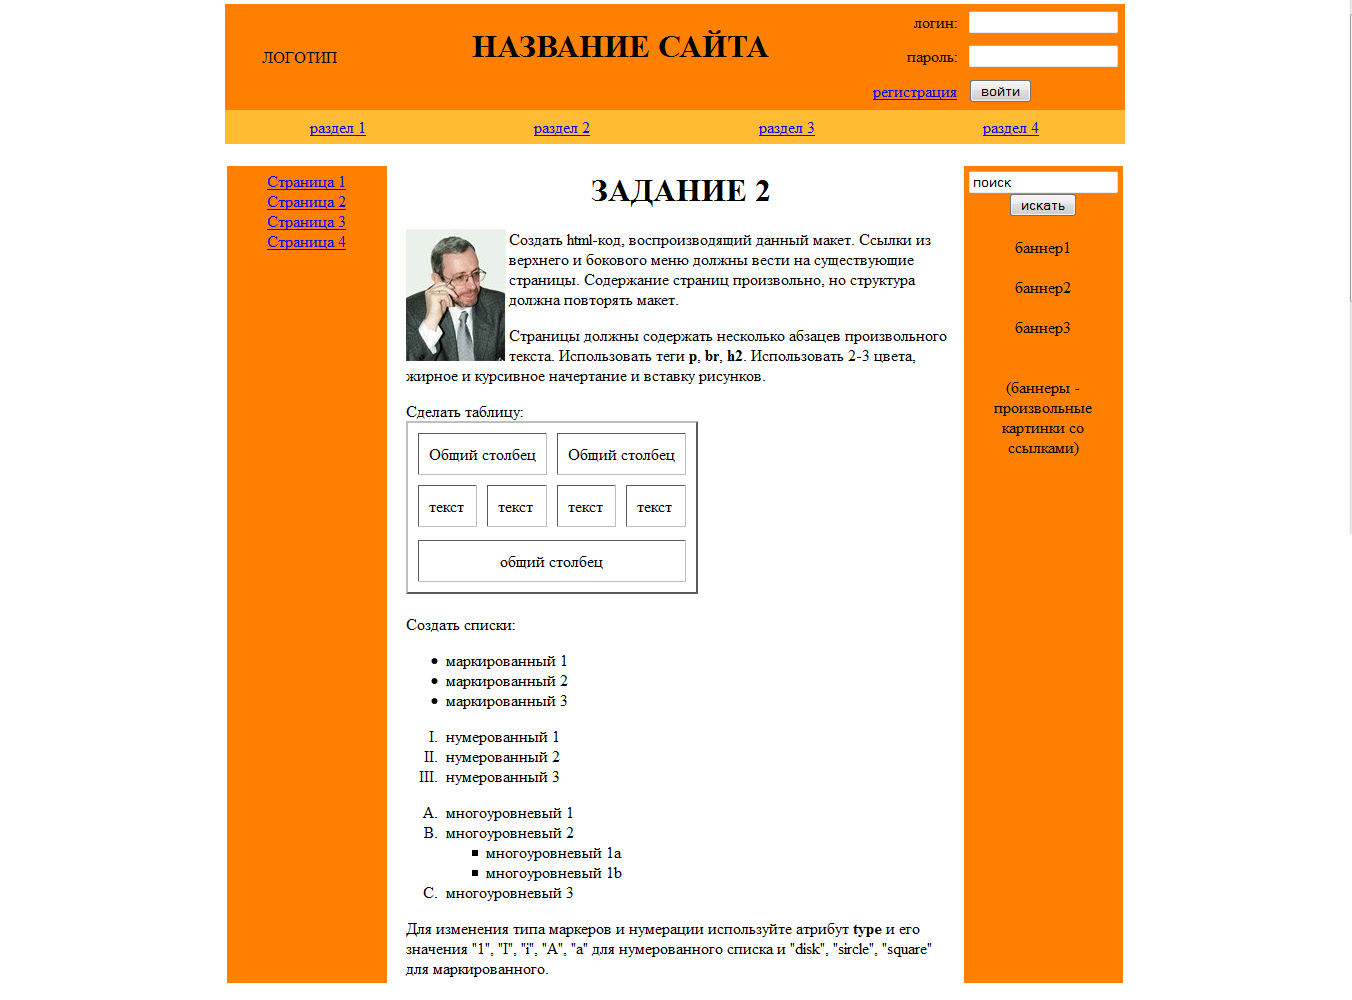 ЛОГОТИП
НАЗВАНИЕ САЙТА
логин:
пароль:
регистрация
войти
раздел 1
раздел 2
раздел 3
раздел 4
Страница 1
Страница 2
Страница 3
Страница 4
ЗАДАНИЕ 2
Создать html-код, воспроизводящий данный макет. Ссылки из
верхнего и бокового меню должны вести на существующие
страницы. Содержание страниц произвольно, но структура
должна повторять макет.
Страницы должны содержать несколько абзацев произвольного
текста. Использовать теги p, br, h2. Использовать 2-3 цвета,
жирное и курсивное начертание и вставку рисунков.
Сделать таблицу:
Общий столбец
Общий столбец
текст
текст
текст
текст
общий столбец
Создать списки:
• маркированный 1
• маркированный 2
• маркированный 3
I. нумерованный 1
II. нумерованный 2
III. нумерованный 3
A. многоуровневый 1
B. многоуровневый 2
▪ многоуровневый 1a
▪ многоуровневый 1b
C. многоуровневый 3
Для изменения типа маркеров и нумерации используйте атрибут type и его
значения "1", "I", "i", "A", "a" для нумерованного списка и "disk", "sircle", "square"
для маркированного.
поиск
искать
баннер1
баннер2
баннер3
(баннеры -
произвольные
картинки со
ссылками)